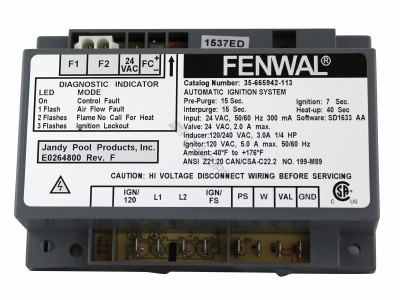 1537ED
F1 F2 24 VAC FC +
-
DIAGNOSTIC INDICATOR
LED MODE
On Control Fault
1 Flash Air Flow Fault
2 Flashes Flame No Call For Heat
3 Flashes Ignition Lockout
Jandy Pool Products, Inc.
E0264800 Rev. F
FENWAL®
Catalog Number: 35-665942-113
AUTOMATIC IGNITION SYSTEM
Pre-Purge: 15 Sec. Ignition: 7 Sec.
Interpurge: 15 Sec. Trials: 3
Input: 24 VAC, 50/60 Hz 300 mA Software: SD1633 AA
Valve: 24 VAC, 2.0 A max.
Inducer:120/240 VAC, 3.0A 1/4 HP
Ignitor:120 VAC, 5.0 A max. 50/60 Hz
Ambient:-40°F to +176°F
ANSI Z21.20 CAN/CSA-C22.2 NO. 199-M89
CAUTION: HI VOLTAGE DISCONNECT WIRING BEFORE SERVICING
IGN/120 L1 L2 IGN/FS PS W VAL GND